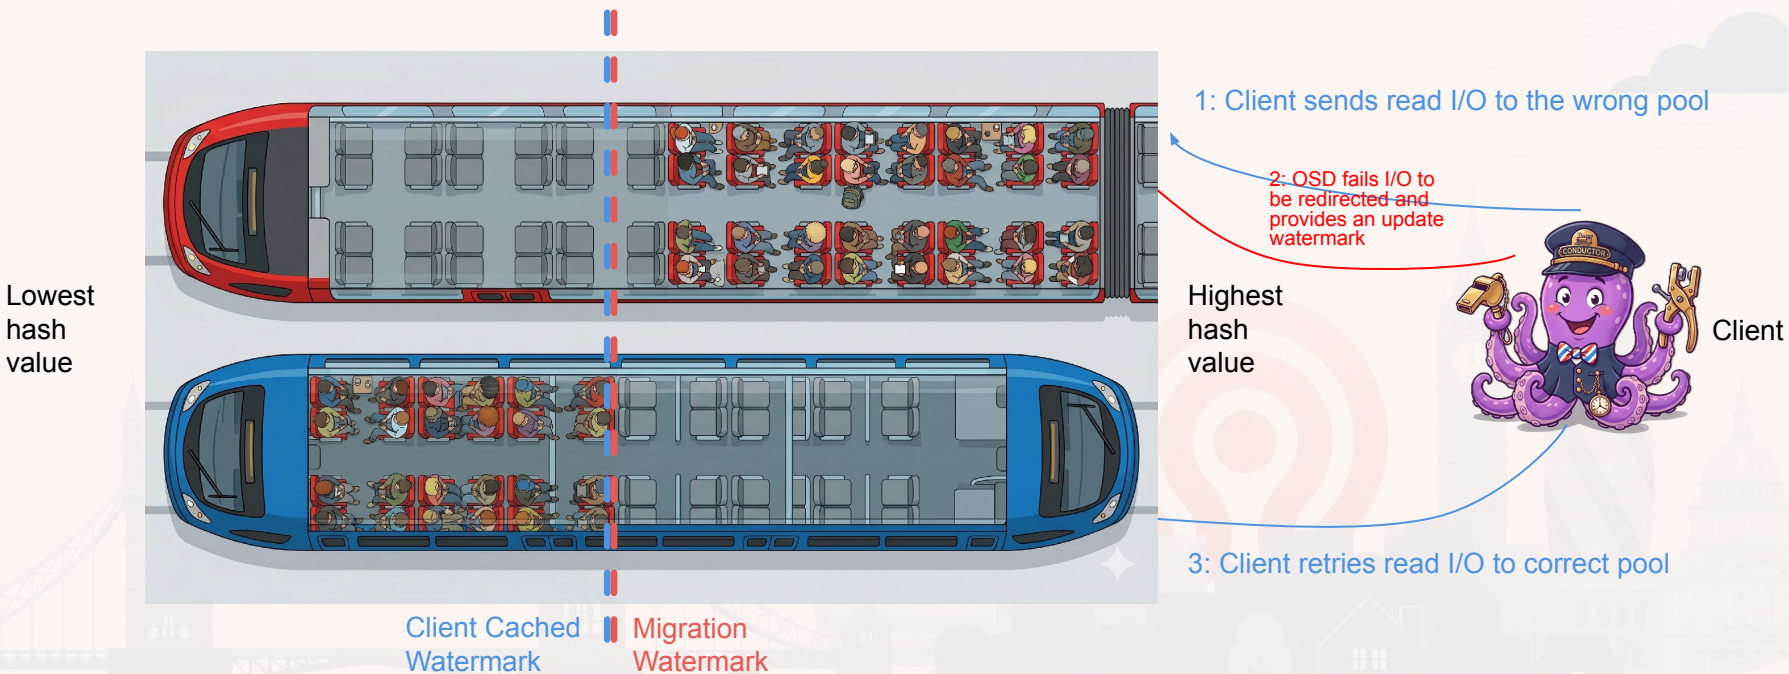 1: Client sends read I/O to the wrong pool
2: OSD fails I/O to
be redirected and
provides an update
watermark
CONDUCTOR
Lowest
hash
value
Highest
hash
value
Client
3: Client retries read I/O to correct pool
Client Cached
Watermark
Migration
Watermark